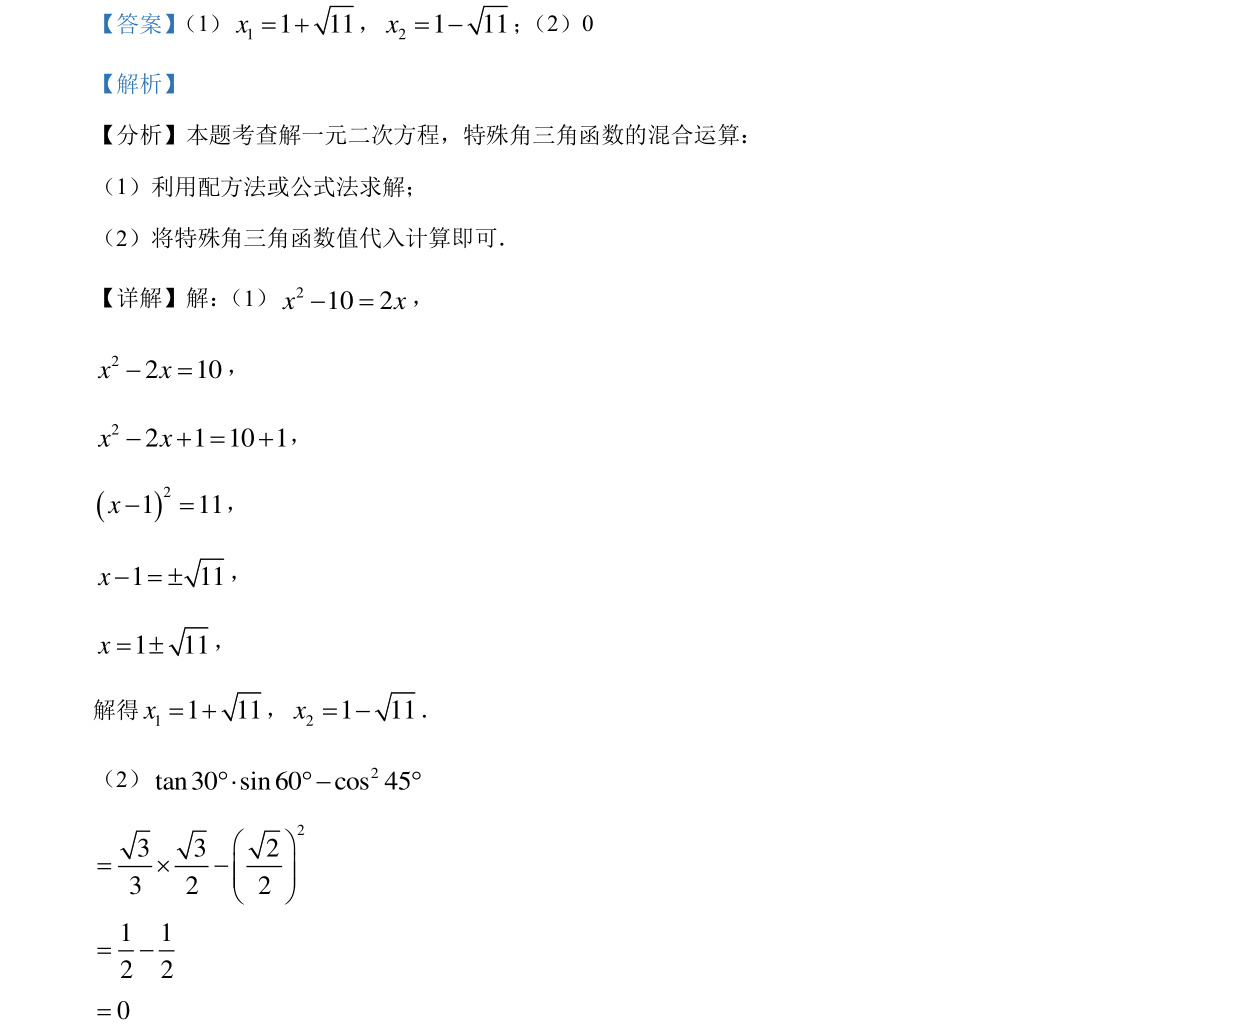 【答案】（1）x₁ = 1 + √11， x₂ = 1 − √11；（2）0
【解析】
【分析】本题考查解一元二次方程，特殊角三角函数的混合运算：
（1）利用配方法或公式法求解；
（2）将特殊角三角函数值代入计算即可．
【详解】解：（1）x² − 10 = 2x，
x² − 2x = 10，
x² − 2x + 1 = 10 + 1，
(x − 1)² = 11，
x − 1 = ±√11，
x = 1 ± √11，
解得 x₁ = 1 + √11， x₂ = 1 − √11．
（2）tan 30° · sin 60° − cos² 45°
= √3/3 × √3/2 − (√2/2)²
= 1/2 − 1/2
= 0